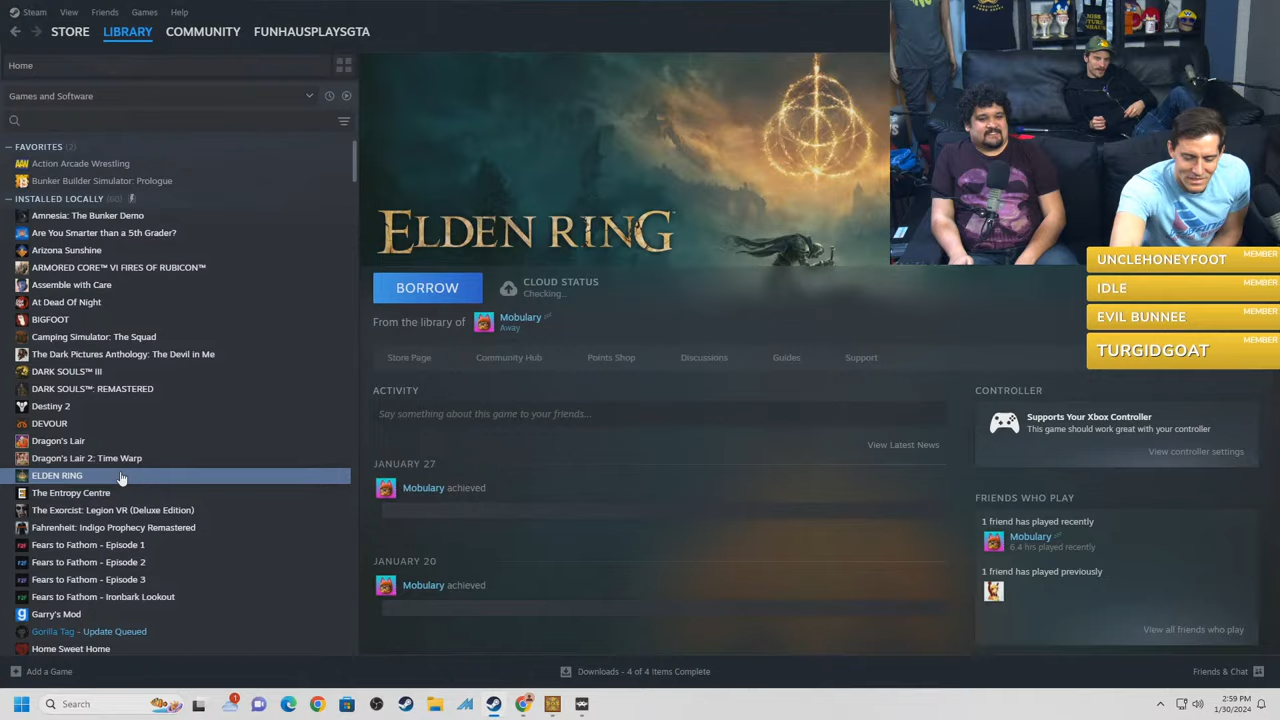 Steam View Friends Games Help
STORE LIBRARY COMMUNITY FUNHAUSPLAYSGTA
Home
Games and Software
FAVORITES (2)
Action Arcade Wrestling
Bunker Builder Simulator: Prologue
INSTALLED LOCALLY (60)
Amnesia: The Bunker Demo
Are You Smarter than a 5th Grader?
Arizona Sunshine
ARMORED CORE™ VI FIRES OF RUBICON™
Assemble with Care
At Dead Of Night
BIGFOOT
Camping Simulator: The Squad
The Dark Pictures Anthology: The Devil in Me
DARK SOULS™ III
DARK SOULS™: REMASTERED
Destiny 2
DEVOUR
Dragon's Lair
Dragon's Lair 2: Time Warp
ELDEN RING
The Entropy Centre
The Exorcist: Legion VR (Deluxe Edition)
Fahrenheit: Indigo Prophecy Remastered
Fears to Fathom - Episode 1
Fears to Fathom - Episode 2
Fears to Fathom - Episode 3
Fears to Fathom - Ironbark Lookout
Garry's Mod
Gorilla Tag - Update Queued
Home Sweet Home
Add a Game
ELDEN RING™
BORROW
CLOUD STATUS
Checking...
From the library of
Mobulary
Away
Store Page Community Hub Points Shop Discussions Guides Support
ACTIVITY
Say something about this game to your friends...
View Latest News
JANUARY 27
Mobulary achieved
JANUARY 20
Mobulary achieved
CONTROLLER
Supports Your Xbox Controller
This game should work great with your controller
View controller settings
FRIENDS WHO PLAY
1 friend has played recently
Mobulary
6.4 hrs played recently
1 friend has played previously
View all friends who play
Downloads - 4 of 4 Items Complete
Friends & Chat
UNCLEHONEYFOOT MEMBER
IDLE MEMBER
EVIL BUNNEE MEMBER
TURGIDGOAT MEMBER
Search
2:59 PM
1/30/2024